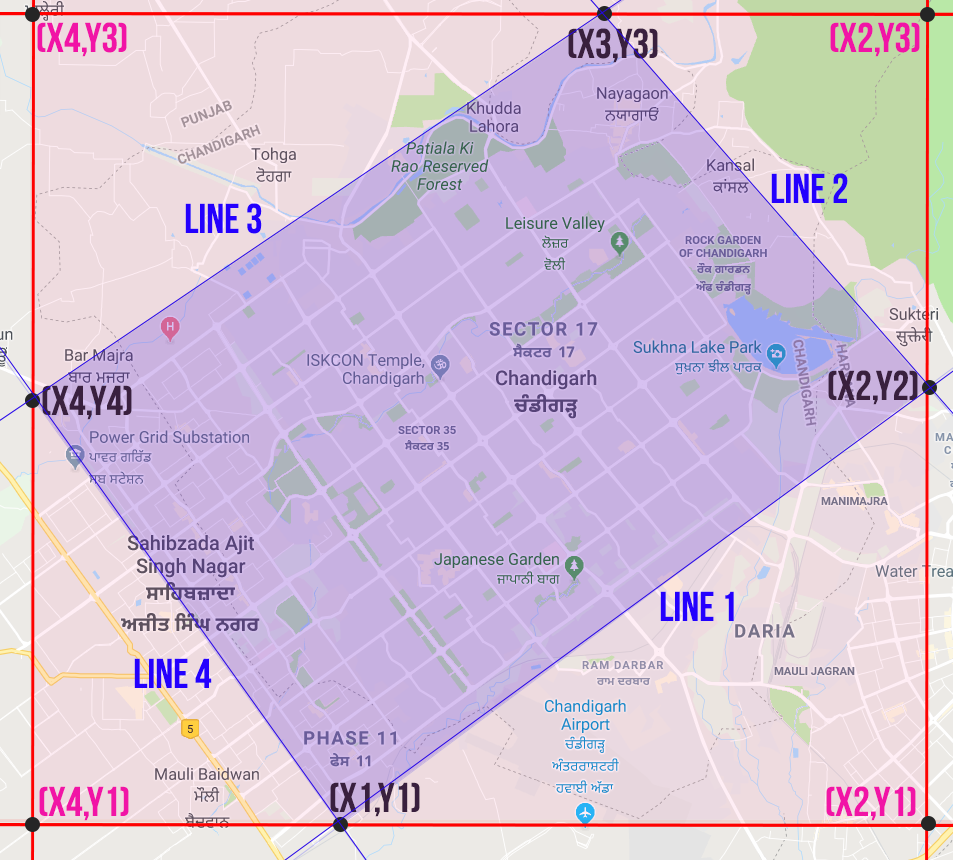 (X4,Y3)
(X3,Y3)
(X2,Y3)
Nayagaon
ਨਯਾਗਾਓਂ
Khudda
Lahora
PUNJAB
CHANDIGARH
Patiala Ki
Rao Reserved
Forest
Tohga
ਟੋਹਗਾ
Kansal
ਕਾਂਸਲ
LINE 2
LINE 3
Leisure Valley
ਲੇਜ਼ਰ
ਵੈਲੀ
ROCK GARDEN
OF CHANDIGARH
ਰੌਕ ਗਾਰਡਨ
ਔਫ ਚੰਡੀਗੜ੍ਹ
Sukteri
ਸੁਕਤੇਰੀ
H
SECTOR 17
ਸੈਕਟਰ 17
Bar Majra
ਬਾਰ ਮਜਰਾ
ISKCON Temple,
Chandigarh
Sukhna Lake Park
ਸੁਖਨਾ ਝੀਲ ਪਾਰਕ
CHANDIGARH
Chandigarh
ਚੰਡੀਗੜ੍ਹ
(X2,Y2)
(X4,Y4)
SECTOR 35
ਸੈਕਟਰ 35
Power Grid Substation
ਪਾਵਰ ਗਰਿੱਡ
ਸਬ ਸਟੇਸ਼ਨ
MANIMAJRA
Sahibzada Ajit
Singh Nagar
ਸਾਹਿਬਜ਼ਾਦਾ
ਅਜੀਤ ਸਿੰਘ ਨਗਰ
Japanese Garden
ਜਾਪਾਨੀ ਬਾਗ
Water Trea
LINE 1
DARIA
LINE 4
RAM DARBAR
ਰਾਮ ਦਰਬਾਰ
MAULI JAGRAN
5
PHASE 11
ਫੇਸ 11
Chandigarh
Airport
ਚੰਡੀਗੜ੍ਹ
ਅੰਤਰਰਾਸ਼ਟਰੀ
ਹਵਾਈ ਅੱਡਾ
Mauli Baidwan
ਮੌਲੀ
ਬੈਦਵਾਨ
(X4,Y1)
(X1,Y1)
(X2,Y1)